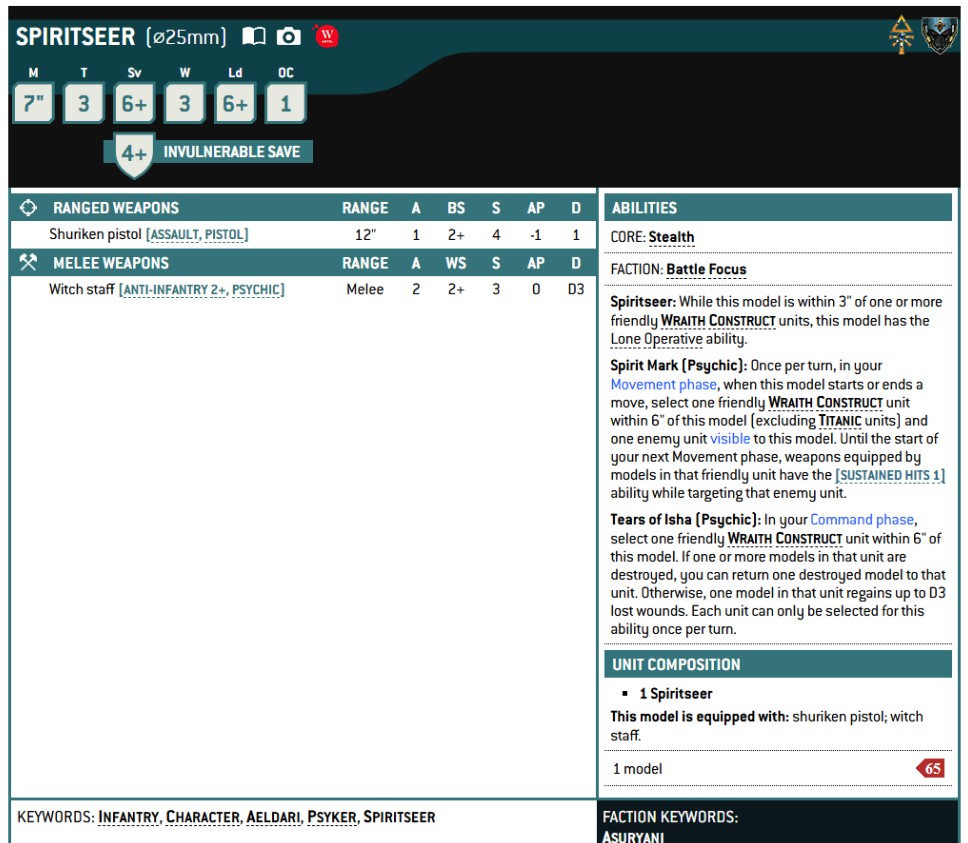 SPIRITSEER (⌀25mm)
W
M T Sv W Ld OC
7" 3 6+ 3 6+ 1
4+ INVULNERABLE SAVE
RANGED WEAPONS RANGE A BS S AP D
Shuriken pistol [ASSAULT, PISTOL] 12" 1 2+ 4 -1 1
MELEE WEAPONS RANGE A WS S AP D
Witch staff [ANTI-INFANTRY 2+, PSYCHIC] Melee 2 2+ 3 0 D3
ABILITIES
CORE: Stealth
FACTION: Battle Focus
Spiritseer: While this model is within 3" of one or more
friendly WRAITH CONSTRUCT units, this model has the
Lone Operative ability.
Spirit Mark (Psychic): Once per turn, in your
Movement phase, when this model starts or ends a
move, select one friendly WRAITH CONSTRUCT unit
within 6" of this model (excluding TITANIC units) and
one enemy unit visible to this model. Until the start of
your next Movement phase, weapons equipped by
models in that friendly unit have the [SUSTAINED HITS 1]
ability while targeting that enemy unit.
Tears of Isha (Psychic): In your Command phase,
select one friendly WRAITH CONSTRUCT unit within 6" of
this model. If one or more models in that unit are
destroyed, you can return one destroyed model to that
unit. Otherwise, one model in that unit regains up to D3
lost wounds. Each unit can only be selected for this
ability once per turn.
UNIT COMPOSITION
▪ 1 Spiritseer
This model is equipped with: shuriken pistol; witch
staff.
1 model 65
KEYWORDS: INFANTRY, CHARACTER, AELDARI, PSYKER, SPIRITSEER
FACTION KEYWORDS:
ASURYANI